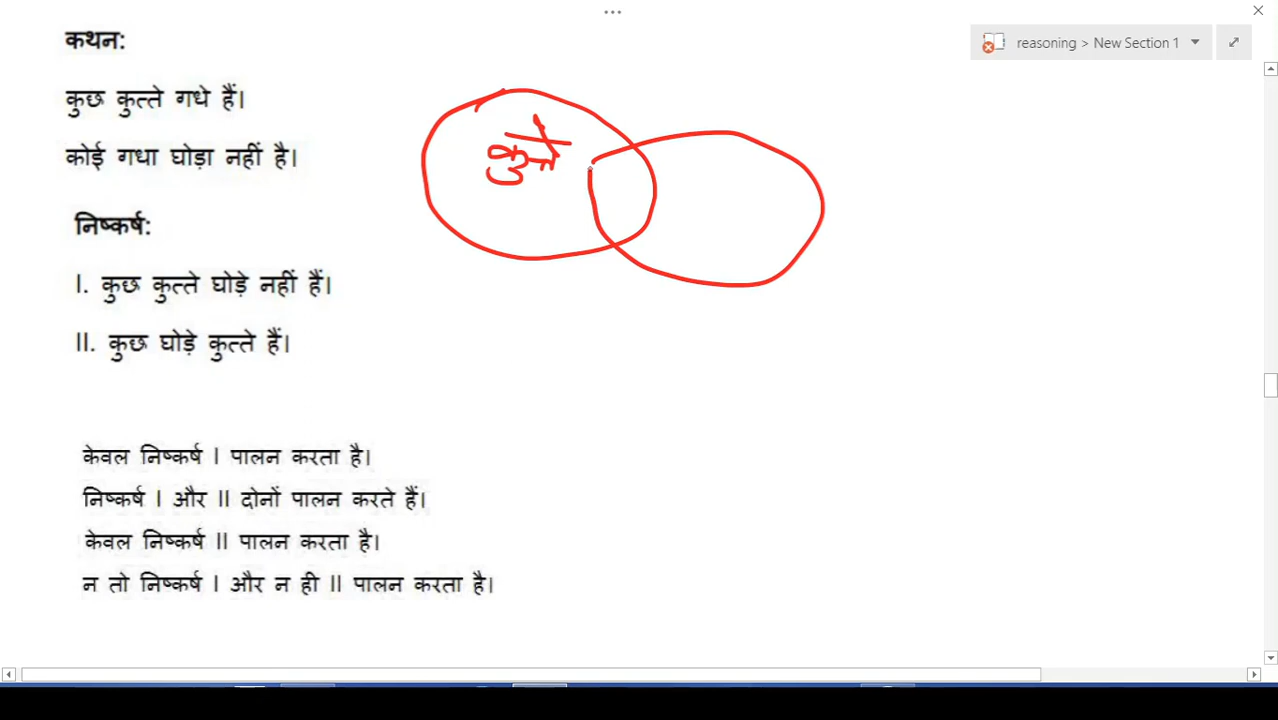 reasoning > New Section 1
कथन:
कुछ कुत्ते गधे हैं।
कोई गधा घोड़ा नहीं है।
निष्कर्ष:
I. कुछ कुत्ते घोड़े नहीं हैं।
II. कुछ घोड़े कुत्ते हैं।
केवल निष्कर्ष I पालन करता है।
निष्कर्ष I और II दोनों पालन करते हैं।
केवल निष्कर्ष II पालन करता है।
न तो निष्कर्ष I और न ही II पालन करता है।